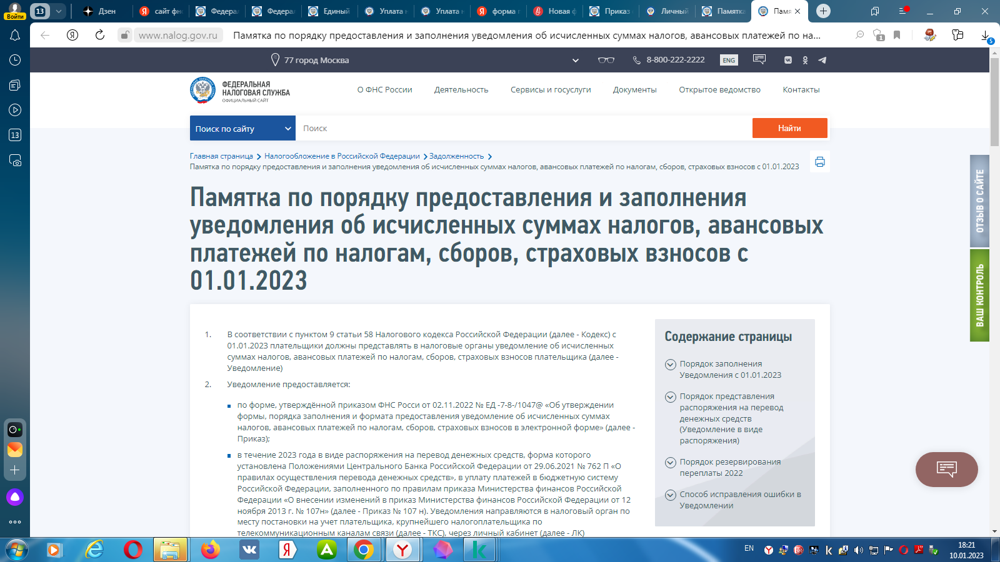 Войти
13
Дзен
сайт фн
Федерал
Федерал
Единый
Уплата н
Уплата н
форма п
Новая ф
Приказ
Личный
Памятка
Памя
www.nalog.gov.ru
Памятка по порядку предоставления и заполнения уведомления об исчисленных суммах налогов, авансовых платежей по на...
1
5
77 город Москва
8-800-222-2222
ENG
ФЕДЕРАЛЬНАЯ
НАЛОГОВАЯ СЛУЖБА
ОФИЦИАЛЬНЫЙ САЙТ
О ФНС России
Деятельность
Сервисы и госуслуги
Документы
Открытое ведомство
Контакты
Поиск по сайту
Поиск
Найти
13
Главная страница
Налогообложение в Российской Федерации
Задолженность
Памятка по порядку предоставления и заполнения уведомления об исчисленных суммах налогов, авансовых платежей по налогам, сборов, страховых взносов с 01.01.2023
Памятка по порядку предоставления и заполнения
уведомления об исчисленных суммах налогов, авансовых
платежей по налогам, сборов, страховых взносов с
01.01.2023
ОТЗЫВ О САЙТЕ
ВАШ КОНТРОЛЬ
1. В соответствии с пунктом 9 статьи 58 Налогового кодекса Российской Федерации (далее - Кодекс) с
01.01.2023 плательщики должны представлять в налоговые органы уведомление об исчисленных
суммах налогов, авансовых платежей по налогам, сборов, страховых взносов плательщика (далее -
Уведомление)
2. Уведомление предоставляется:
по форме, утверждённой приказом ФНС Росси от 02.11.2022 № ЕД -7-8-/1047@ «Об утверждении
формы, порядка заполнения и формата предоставления уведомление об исчисленных суммах
налогов, авансовых платежей по налогам, сборов, страховых взносов в электронной форме» (далее -
Приказ);
в течение 2023 года в виде распоряжения на перевод денежных средств, форма которого
установлена Положениями Центрального Банка Российской Федерации от 29.06.2021 № 762 П «О
правилах осуществления перевода денежных средств», в уплату платежей в бюджетную систему
Российской Федерации, заполненного по правилам приказа Министерства финансов Российской
Федерации «О внесении изменений в приказ Министерства финансов Российской Федерации от 12
ноября 2013 г. № 107н» (далее - Приказ № 107 н). Уведомления направляются в налоговый орган по
месту постановки на учет плательщика, крупнейшего налогоплательщика по
телекоммуникационным каналам связи (далее - ТКС), через личный кабинет (далее - ЛК)
Содержание страницы
Порядок заполнения
Уведомления с 01.01.2023
Порядок представления
распоряжения на перевод
денежных средств
(Уведомление в виде
распоряжения)
Порядок резервирования
переплаты 2022
Способ исправления ошибки в
Уведомлении
EN
18:21
10.01.2023